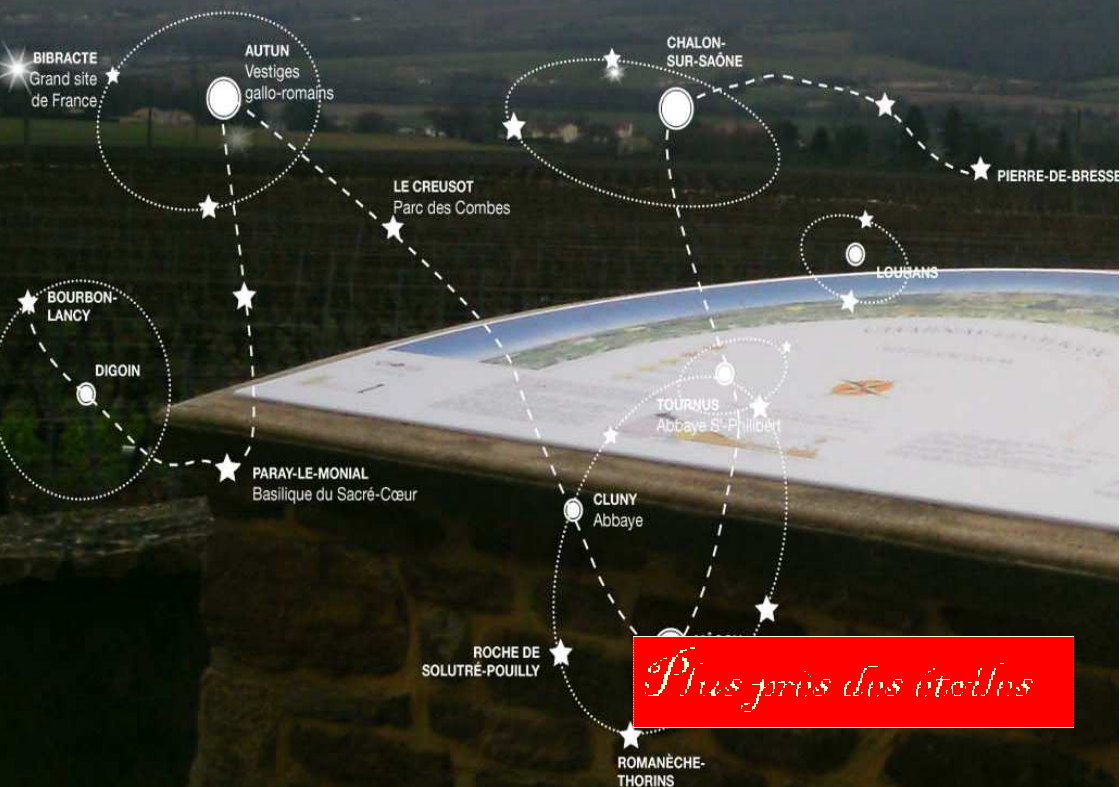 BIBRACTE
Grand site
de France
AUTUN
Vestiges
gallo-romains
CHALON-
SUR-SAÔNE
PIERRE-DE-BRESSE
LE CREUSOT
Parc des Combes
LOUHANS
BOURBON-
LANCY
DIGOIN
TOURNUS
Abbaye St-Philibert
PARAY-LE-MONIAL
Basilique du Sacré-Cœur
CLUNY
Abbaye
ROCHE DE
SOLUTRÉ-POUILLY
Plus près des étoiles
ROMANÈCHE-
THORINS